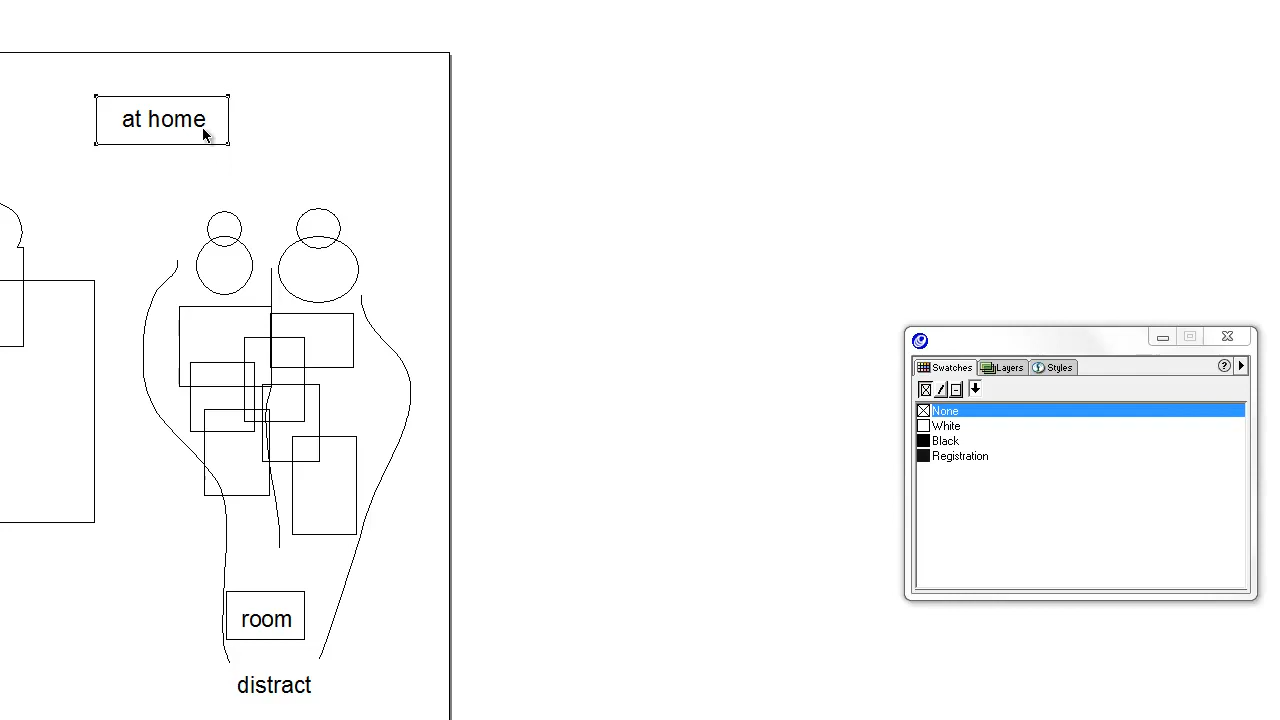 at home
room
distract
Swatches
Layers
Styles
None
White
Black
Registration